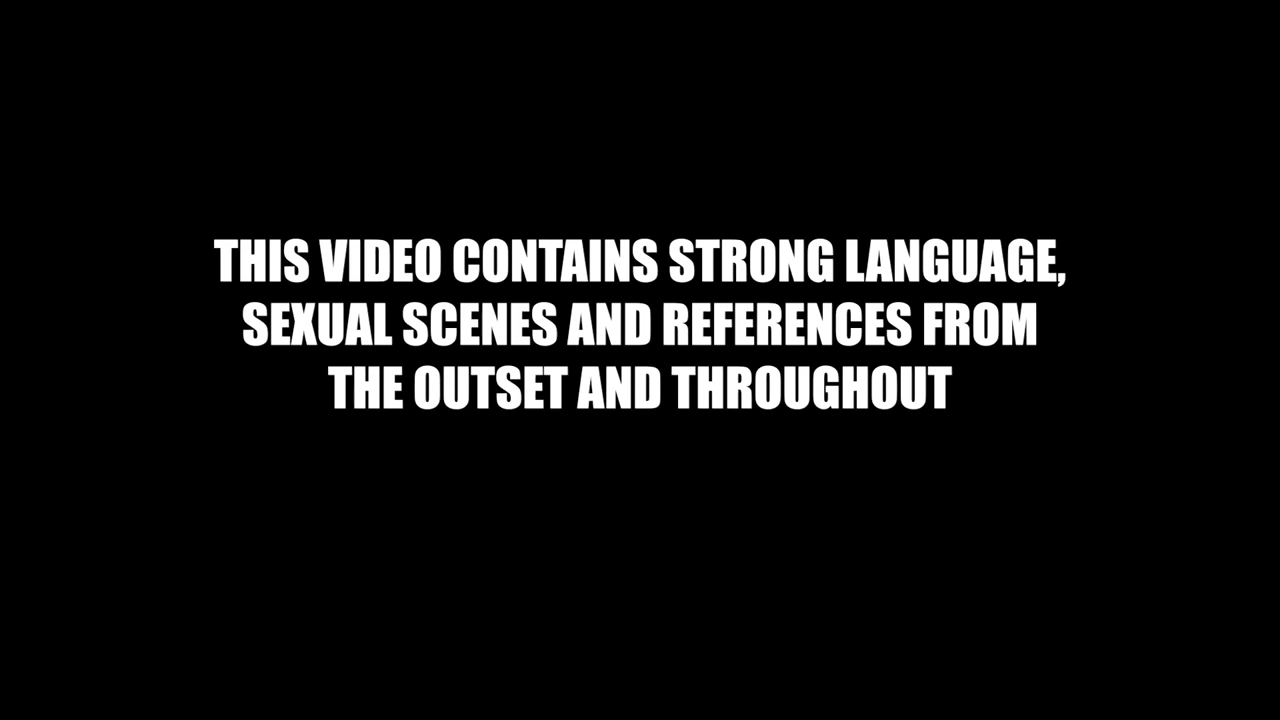 THIS VIDEO CONTAINS STRONG LANGUAGE,
SEXUAL SCENES AND REFERENCES FROM
THE OUTSET AND THROUGHOUT